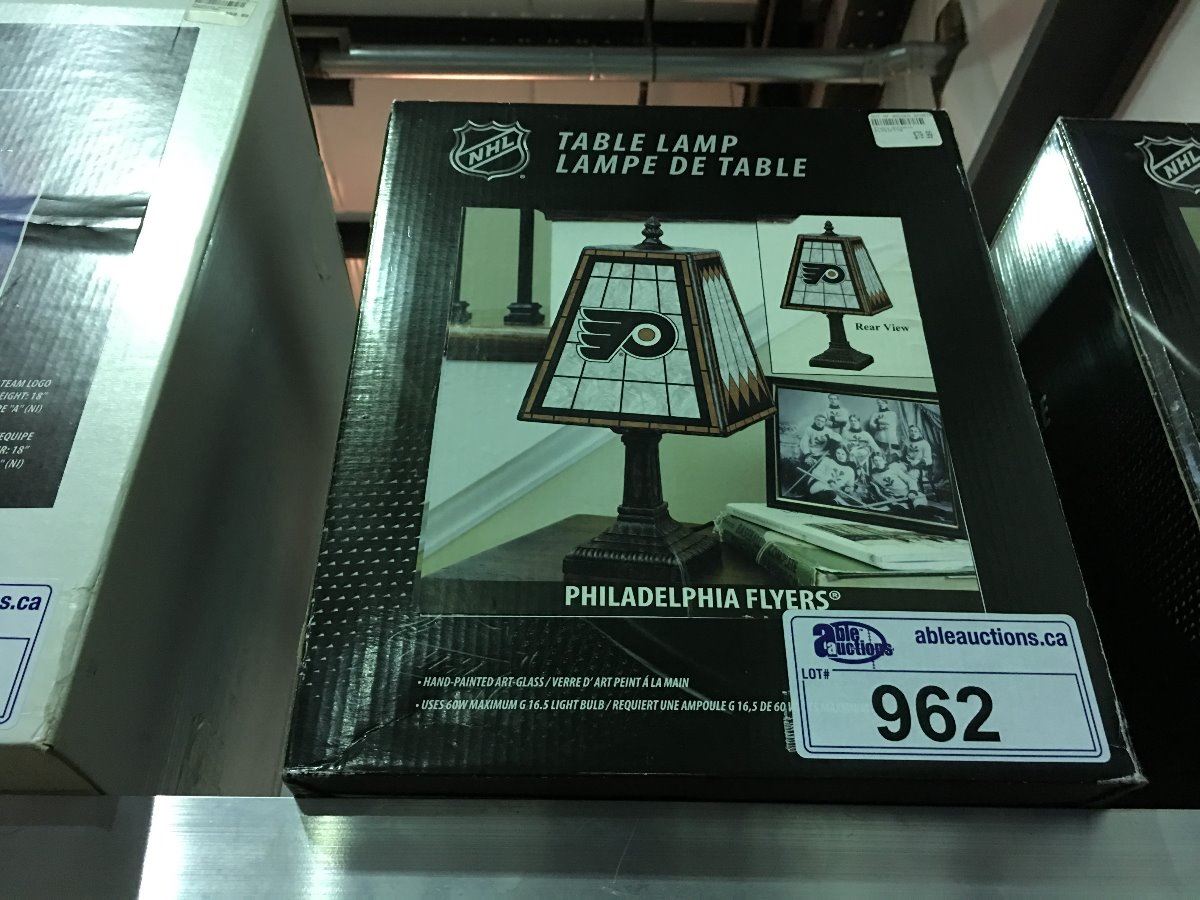 NHL
TABLE LAMP
LAMPE DE TABLE
Rear View
PHILADELPHIA FLYERS®
• HAND-PAINTED ART-GLASS / VERRE D' ART PEINT Á LA MAIN
• USES 60W MAXIMUM G 16.5 LIGHT BULB / REQUIERT UNE AMPOULE G 16,5 DE 60
able auctions
ableauctions.ca
LOT#
962
TEAM LOGO
EIGHT: 18"
E "A" (NI)
EQUIPE
R: 18"
" (NI)
s.ca
NHL